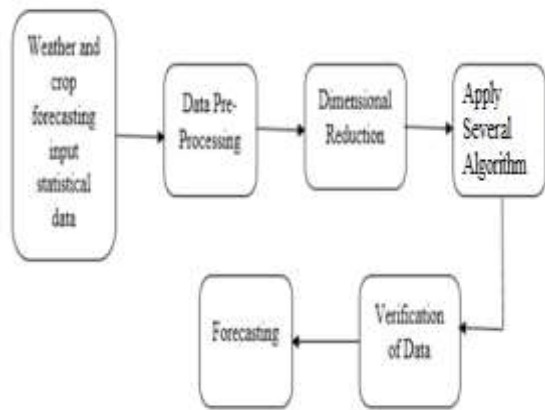 Weather and
crop
forecasting
input
statistical
data
Data Pre-
Processing
Dimensional
Reduction
Apply
Several
Algorithm
Verification
of Data
Forecasting